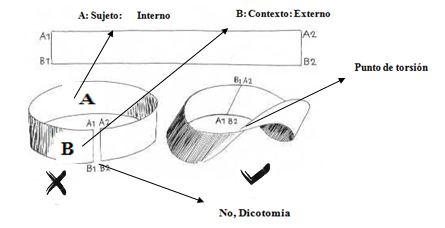 A: Sujeto: Interno
B: Contexto: Externo
A1
A2
B1
B2
Punto de torsión
A
B1 A2
A1 A2
A1 B2
B
B1 B2
No, Dicotomia